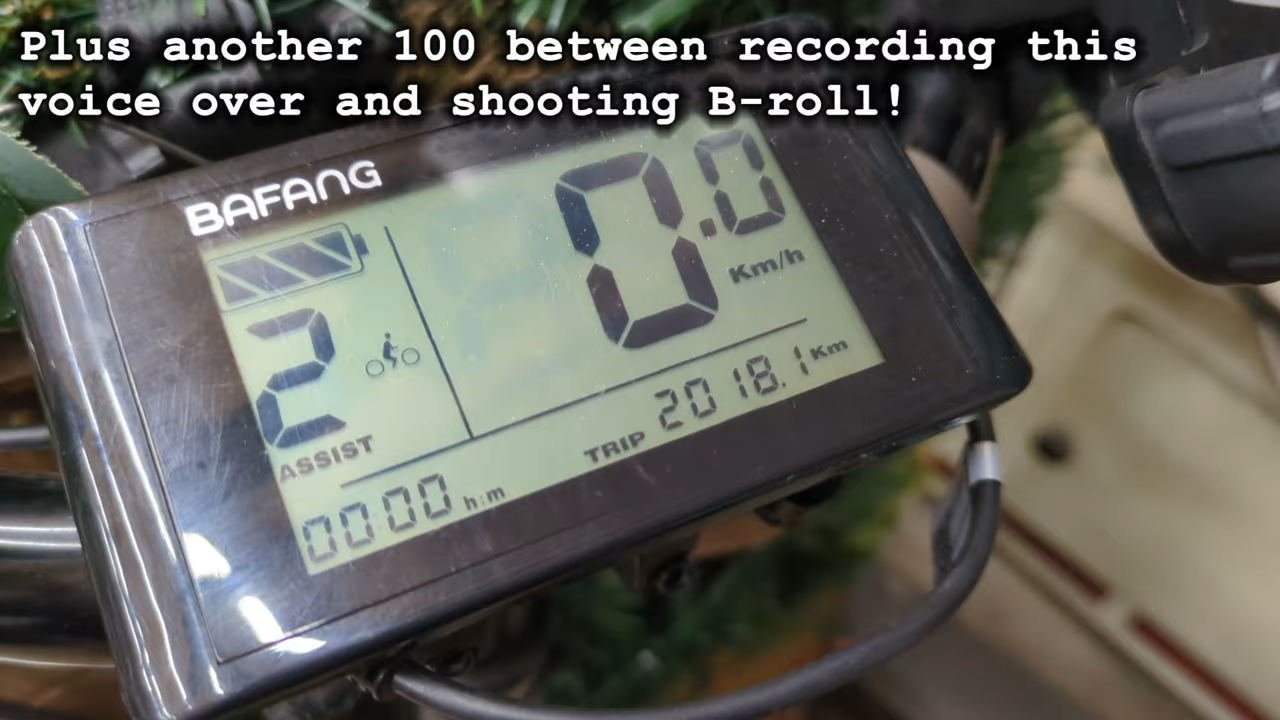 Plus another 100 between recording this
voice over and shooting B-roll!
BAFANG
0.0
Km/h
2
ASSIST
TRIP 2018.1 Km
0000 h:m